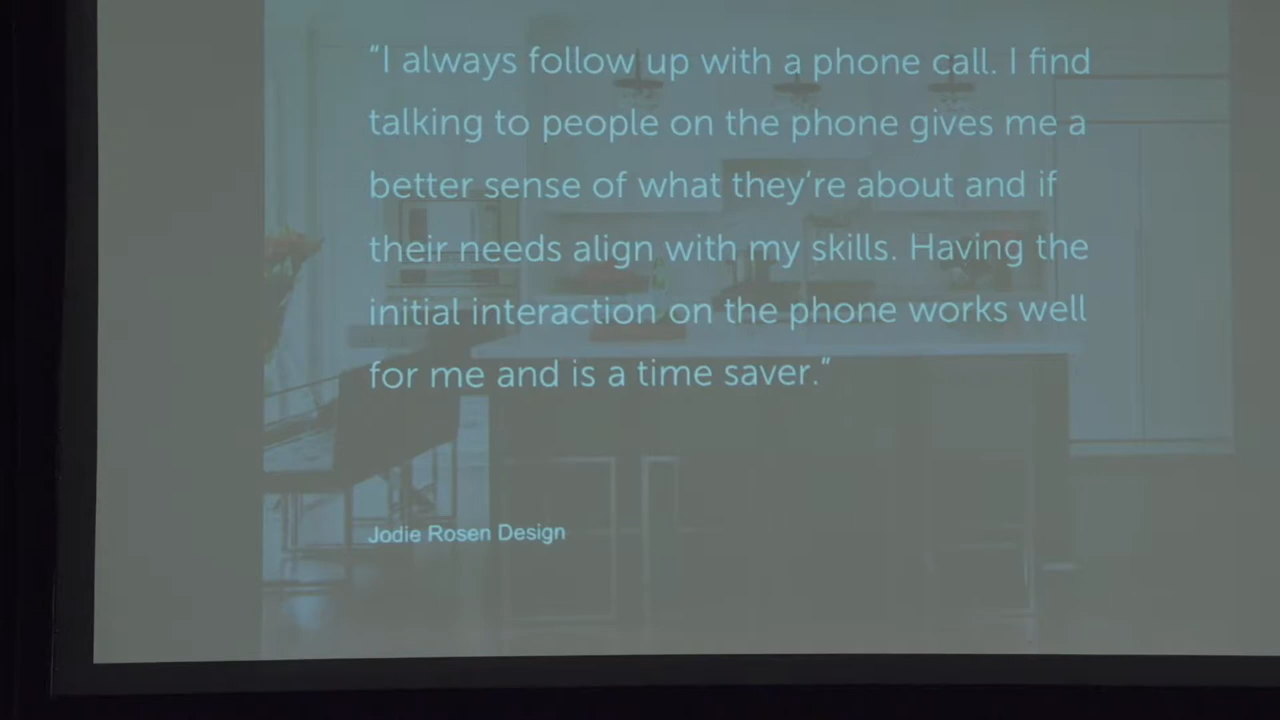 “I always follow up with a phone call. I find
talking to people on the phone gives me a
better sense of what they’re about and if
their needs align with my skills. Having the
initial interaction on the phone works well
for me and is a time saver.”
Jodie Rosen Design